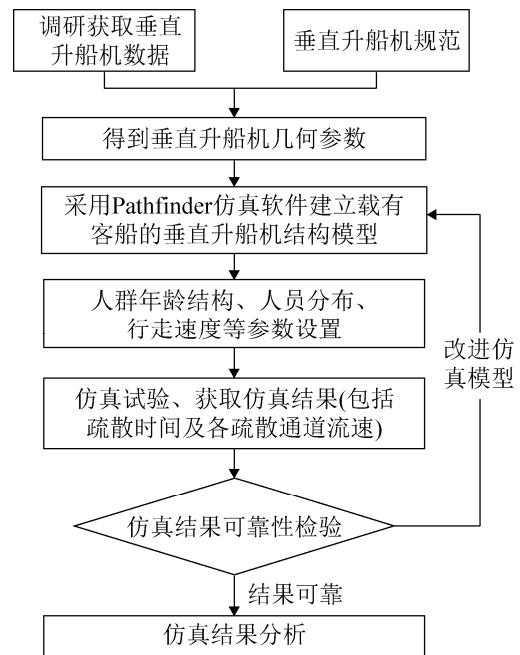 调研获取垂直
升船机数据
垂直升船机规范
得到垂直升船机几何参数
采用Pathfinder仿真软件建立载有
客船的垂直升船机结构模型
人群年龄结构、人员分布、
行走速度等参数设置
改进仿
真模型
仿真试验、获取仿真结果(包括
疏散时间及各疏散通道流速)
仿真结果可靠性检验
结果可靠
仿真结果分析